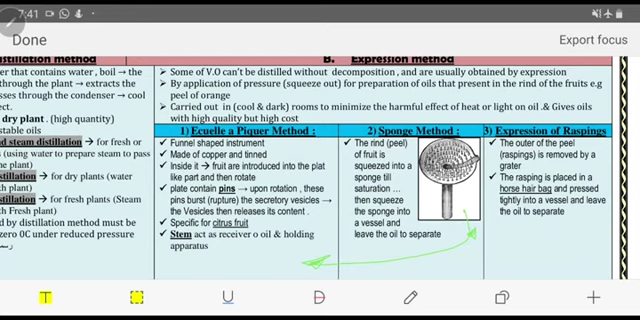 7:41
Done
Export focus
stillation method
er that contains water , boil → the
through the plant → extracts the
sses through the condenser → cool
ect.
dry plant. (high quantity)
stable oils
nd steam distillation → for fresh or
s (using water to prepare steam to pass
e plant)
stillation → for dry plants (water
th plant)
stillation → for fresh plants (Steam
th Fresh plant)
d by distillation method must be
zero 0C under reduced pressure
B. Expression method
✓ Some of V.O can't be distilled without decomposition, and are usually obtained by expression
✓ By application of pressure (squeeze out) for preparation of oils that present in the rind of the fruits e.g
peel of orange
✓ Carried out in (cool & dark) rooms to minimize the harmful effect of heat or light on oil .& Gives oils
with high quality but high cost
1) Ecuelle a Piquer Method :
✓ Funnel shaped instrument
✓ Made of copper and tinned
✓ Inside it → fruit are introduced into the plat
like part and then rotate
✓ plate contain pins → upon rotation , these
pins burst (rupture) the secretory vesicles →
the Vesicles then releases its content .
✓ Specific for citrus fruit
✓ Stem act as receiver o oil & holding
apparatus
2) Sponge Method :
✓ The rind (peel)
of fruit is
squeezed into a
sponge till
saturation ...
then squeeze
the sponge into
a vessel and
leave the oil to separate
3) Expression of Raspings
✓ The outer of the peel
(raspings) is removed by a
grater
✓ The rasping is placed in a
horse hair bag and pressed
tightly into a vessel and leave
the oil to separate
T
U
D